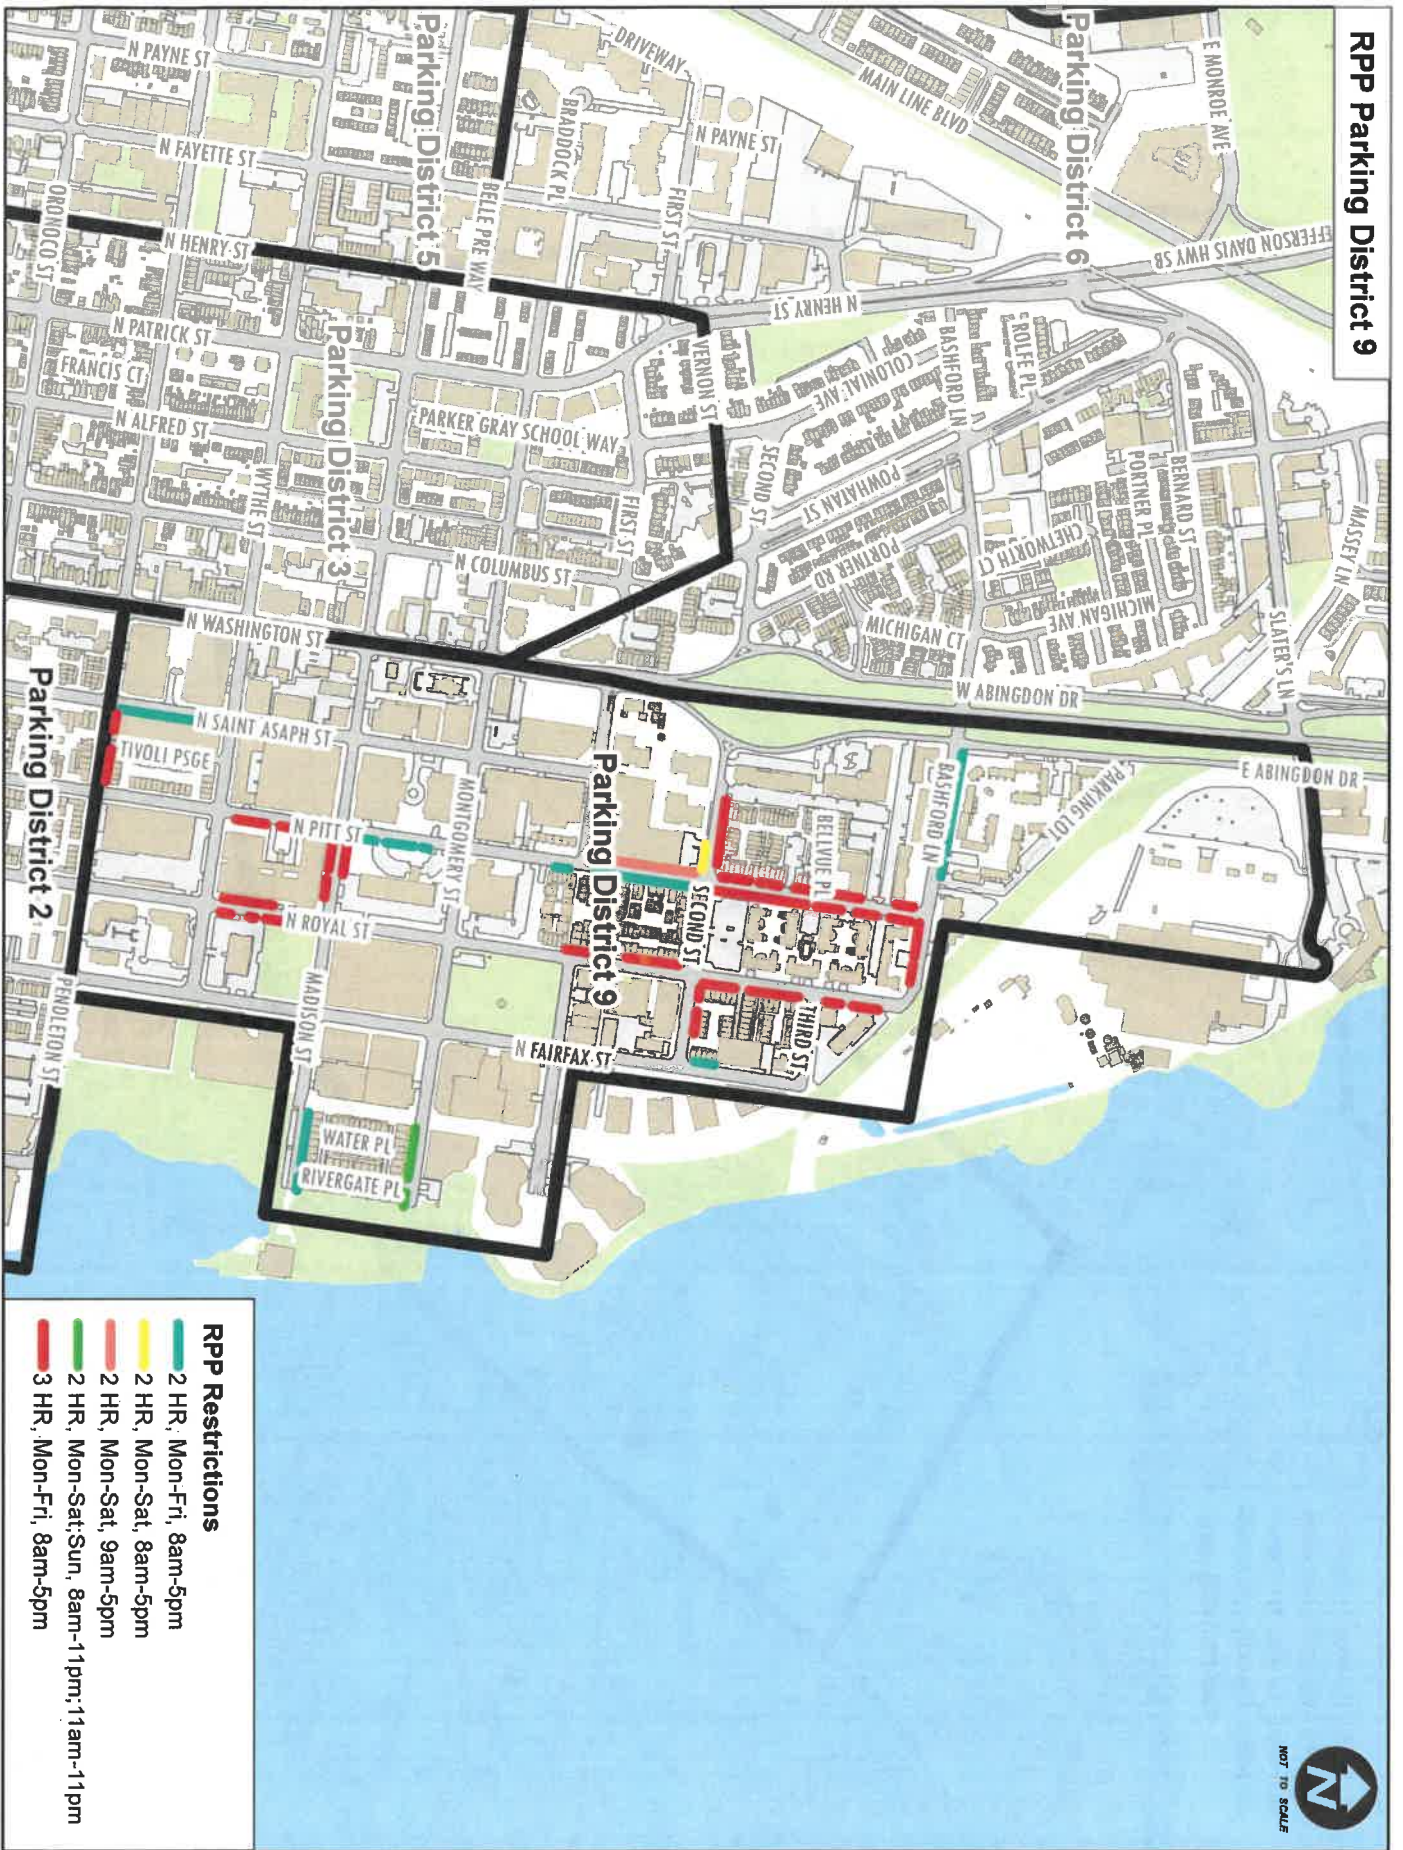 RPP Parking District 9
N
NOT TO SCALE
E MONROE AVE
EFFERSON DAVIS HWY SB
MASSEY LN
SLATER'S LN
E ABINGDON DR
Parking District 6
MAIN LINE BLVD
DRIVEWAY
N PAYNE ST
BRADDOCK PL
FIRST ST
N HENRY ST
ROLFE PL
BASHFORD LN
COLONIAL AVE
BERNARD ST
PORTNER PL
CHETWORTH CT
MICHIGAN AVE
MICHIGAN CT
POWHATAN ST
PORTNER RD
SECOND ST
VERNON ST
W ABINGDON DR
PARKING LOT
BASHFORD LN
BELLVUE PL
THIRD ST
SECOND ST
Parking District 9
N FAIRFAX ST
Parking District 5
N PAYNE ST
N FAYETTE ST
BELLE PRE WAY
ORONOCO ST
N HENRY ST
N PATRICK ST
FRANCIS CT
N ALFRED ST
PARKER GRAY SCHOOL WAY
Parking District 3
WYTHE ST
FIRST ST
N COLUMBUS ST
N WASHINGTON ST
N SAINT ASAPH ST
TIVOLI PSGE
N PITT ST
MONTGOMERY ST
N ROYAL ST
MADISON ST
Parking District 2
PENDLETON ST
WATER PL
RIVERGATE PL
RPP Restrictions
2 HR, Mon-Fri, 8am-5pm
2 HR, Mon-Sat, 8am-5pm
2 HR, Mon-Sat, 9am-5pm
2 HR, Mon-Sat;Sun, 8am-11pm;11am-11pm
3 HR, Mon-Fri, 8am-5pm